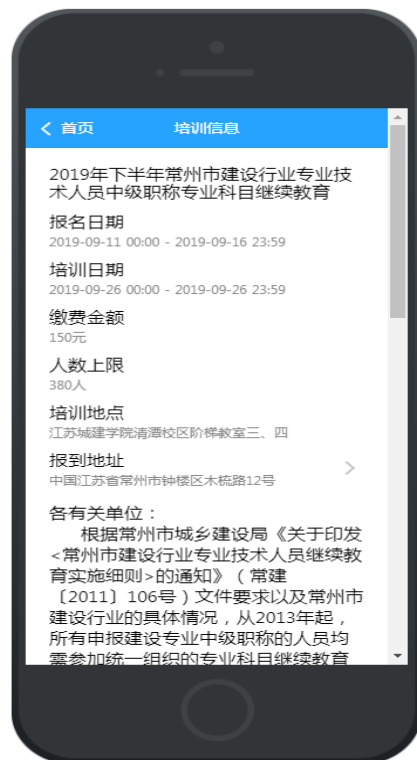 首页 培训信息
2019年下半年常州市建设行业专业技
术人员中级职称专业科目继续教育
报名日期
2019-09-11 00:00 - 2019-09-16 23:59
培训日期
2019-09-26 00:00 - 2019-09-26 23:59
缴费金额
150元
人数上限
380人
培训地点
江苏城建学院清潭校区阶梯教室三、四
报到地址
中国江苏省常州市钟楼区木梳路12号
各有关单位：
根据常州市城乡建设局《关于印发
<常州市建设行业专业技术人员继续教
育实施细则>的通知》（常建
〔2011〕106号）文件要求以及常州市
建设行业的具体情况，从2013年起，
所有申报建设专业中级职称的人员均
需参加统一组织的专业科目继续教育